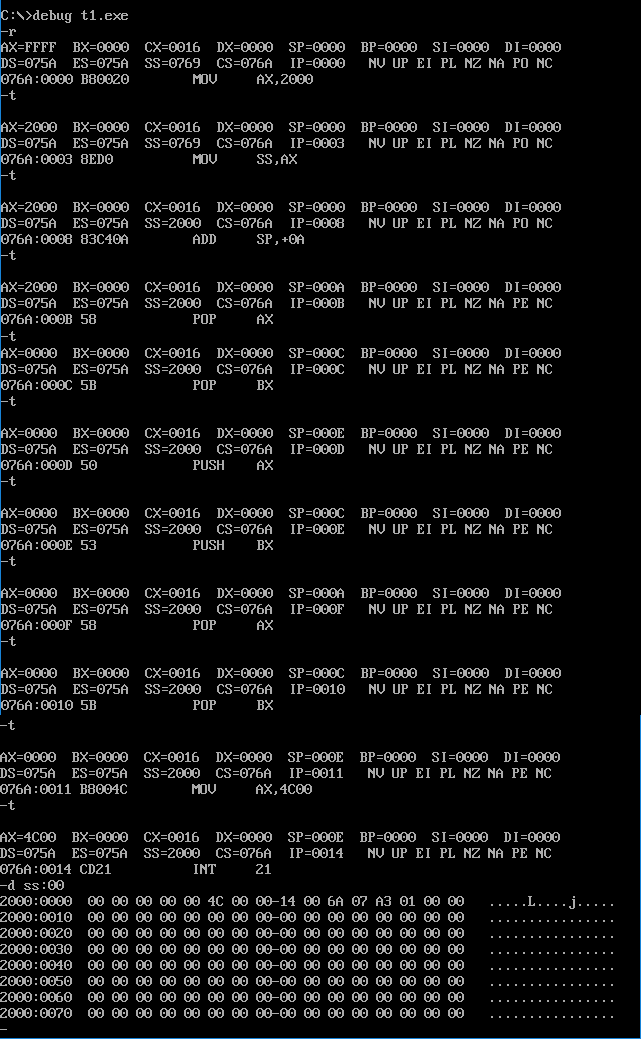 C:\>debug t1.exe
-r
AX=FFFF  BX=0000  CX=0016  DX=0000  SP=0000  BP=0000  SI=0000  DI=0000
DS=075A  ES=075A  SS=0769  CS=076A  IP=0000   NV UP EI PL NZ NA PO NC
076A:0000 B80020        MOV     AX,2000
-t
AX=2000  BX=0000  CX=0016  DX=0000  SP=0000  BP=0000  SI=0000  DI=0000
DS=075A  ES=075A  SS=0769  CS=076A  IP=0003   NV UP EI PL NZ NA PO NC
076A:0003 8ED0          MOV     SS,AX
-t
AX=2000  BX=0000  CX=0016  DX=0000  SP=0000  BP=0000  SI=0000  DI=0000
DS=075A  ES=075A  SS=2000  CS=076A  IP=0008   NV UP EI PL NZ NA PO NC
076A:0008 83C40A        ADD     SP,+0A
-t
AX=2000  BX=0000  CX=0016  DX=0000  SP=000A  BP=0000  SI=0000  DI=0000
DS=075A  ES=075A  SS=2000  CS=076A  IP=000B   NV UP EI PL NZ NA PE NC
076A:000B 58            POP     AX
-t
AX=0000  BX=0000  CX=0016  DX=0000  SP=000C  BP=0000  SI=0000  DI=0000
DS=075A  ES=075A  SS=2000  CS=076A  IP=000C   NV UP EI PL NZ NA PE NC
076A:000C 5B            POP     BX
-t
AX=0000  BX=0000  CX=0016  DX=0000  SP=000E  BP=0000  SI=0000  DI=0000
DS=075A  ES=075A  SS=2000  CS=076A  IP=000D   NV UP EI PL NZ NA PE NC
076A:000D 50            PUSH    AX
-t
AX=0000  BX=0000  CX=0016  DX=0000  SP=000C  BP=0000  SI=0000  DI=0000
DS=075A  ES=075A  SS=2000  CS=076A  IP=000E   NV UP EI PL NZ NA PE NC
076A:000E 53            PUSH    BX
-t
AX=0000  BX=0000  CX=0016  DX=0000  SP=000A  BP=0000  SI=0000  DI=0000
DS=075A  ES=075A  SS=2000  CS=076A  IP=000F   NV UP EI PL NZ NA PE NC
076A:000F 58            POP     AX
-t
AX=0000  BX=0000  CX=0016  DX=0000  SP=000C  BP=0000  SI=0000  DI=0000
DS=075A  ES=075A  SS=2000  CS=076A  IP=0010   NV UP EI PL NZ NA PE NC
076A:0010 5B            POP     BX
-t
AX=0000  BX=0000  CX=0016  DX=0000  SP=000E  BP=0000  SI=0000  DI=0000
DS=075A  ES=075A  SS=2000  CS=076A  IP=0011   NV UP EI PL NZ NA PE NC
076A:0011 B8004C        MOV     AX,4C00
-t
AX=4C00  BX=0000  CX=0016  DX=0000  SP=000E  BP=0000  SI=0000  DI=0000
DS=075A  ES=075A  SS=2000  CS=076A  IP=0014   NV UP EI PL NZ NA PE NC
076A:0014 CD21          INT     21
-d ss:00
2000:0000  00 00 00 00 00 4C 00 00-14 00 6A 07 A3 01 00 00   .....L....j.....
2000:0010  00 00 00 00 00 00 00 00-00 00 00 00 00 00 00 00   ................
2000:0020  00 00 00 00 00 00 00 00-00 00 00 00 00 00 00 00   ................
2000:0030  00 00 00 00 00 00 00 00-00 00 00 00 00 00 00 00   ................
2000:0040  00 00 00 00 00 00 00 00-00 00 00 00 00 00 00 00   ................
2000:0050  00 00 00 00 00 00 00 00-00 00 00 00 00 00 00 00   ................
2000:0060  00 00 00 00 00 00 00 00-00 00 00 00 00 00 00 00   ................
2000:0070  00 00 00 00 00 00 00 00-00 00 00 00 00 00 00 00   ................
-